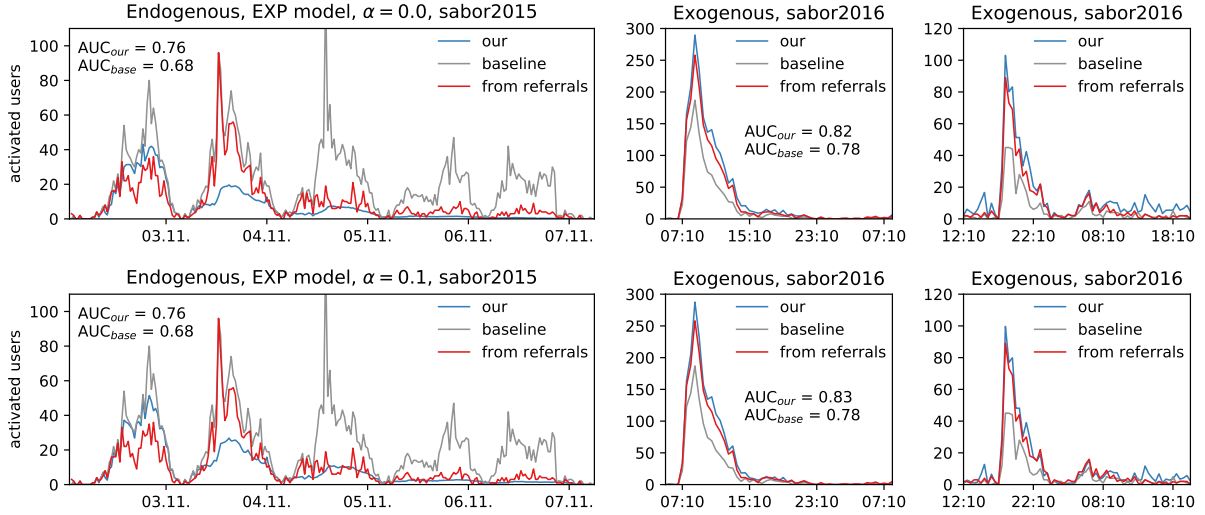 Endogenous, EXP model, α = 0.0, sabor2015
activated users
100
80
60
40
20
0
03.11.
04.11.
05.11.
06.11.
07.11.
AUC_our = 0.76
AUC_base = 0.68
our
baseline
from referrals
Exogenous, sabor2016
300
250
200
150
100
50
0
07:10
15:10
23:10
07:10
our
baseline
from referrals
AUC_our = 0.82
AUC_base = 0.78
Exogenous, sabor2016
120
100
80
60
40
20
0
12:10
22:10
08:10
18:10
our
baseline
from referrals
Endogenous, EXP model, α = 0.1, sabor2015
activated users
100
80
60
40
20
0
03.11.
04.11.
05.11.
06.11.
07.11.
AUC_our = 0.76
AUC_base = 0.68
our
baseline
from referrals
Exogenous, sabor2016
300
250
200
150
100
50
0
07:10
15:10
23:10
07:10
our
baseline
from referrals
AUC_our = 0.83
AUC_base = 0.78
Exogenous, sabor2016
120
100
80
60
40
20
0
12:10
22:10
08:10
18:10
our
baseline
from referrals